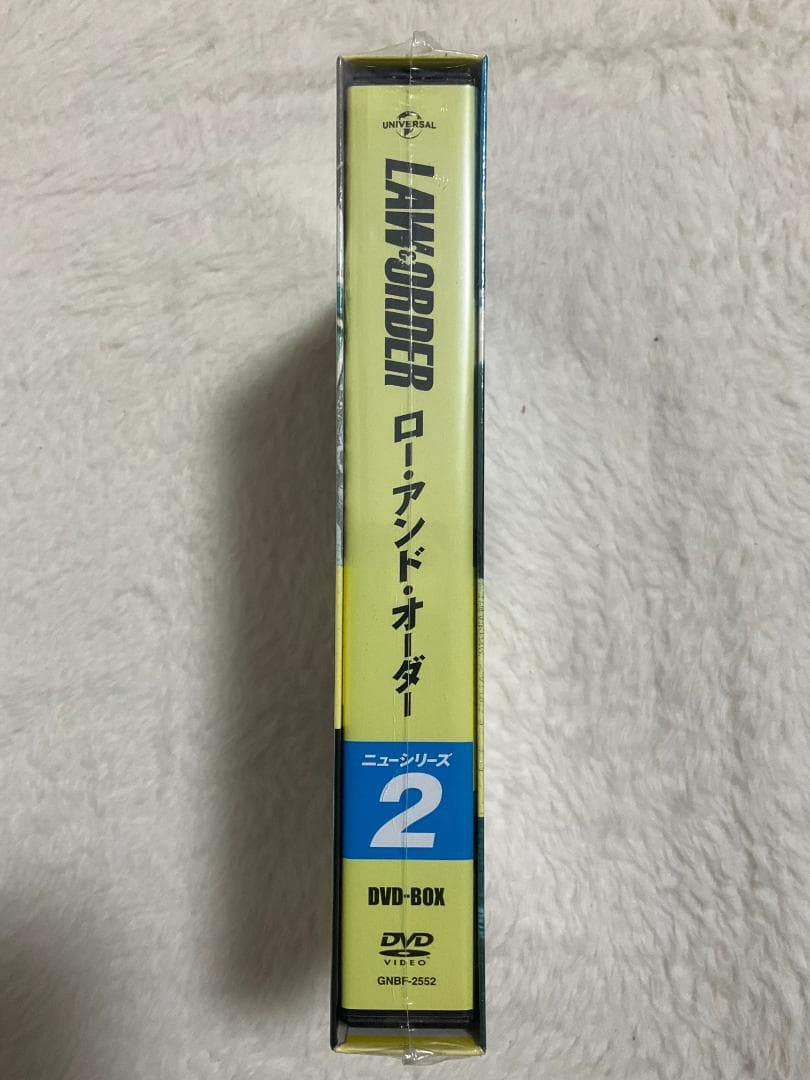 UNIVERSAL
LAW & ORDER
ロー・アンド・オーダー
ニューシリーズ
2
DVD-BOX
DVD
VIDEO
GNBF-2552